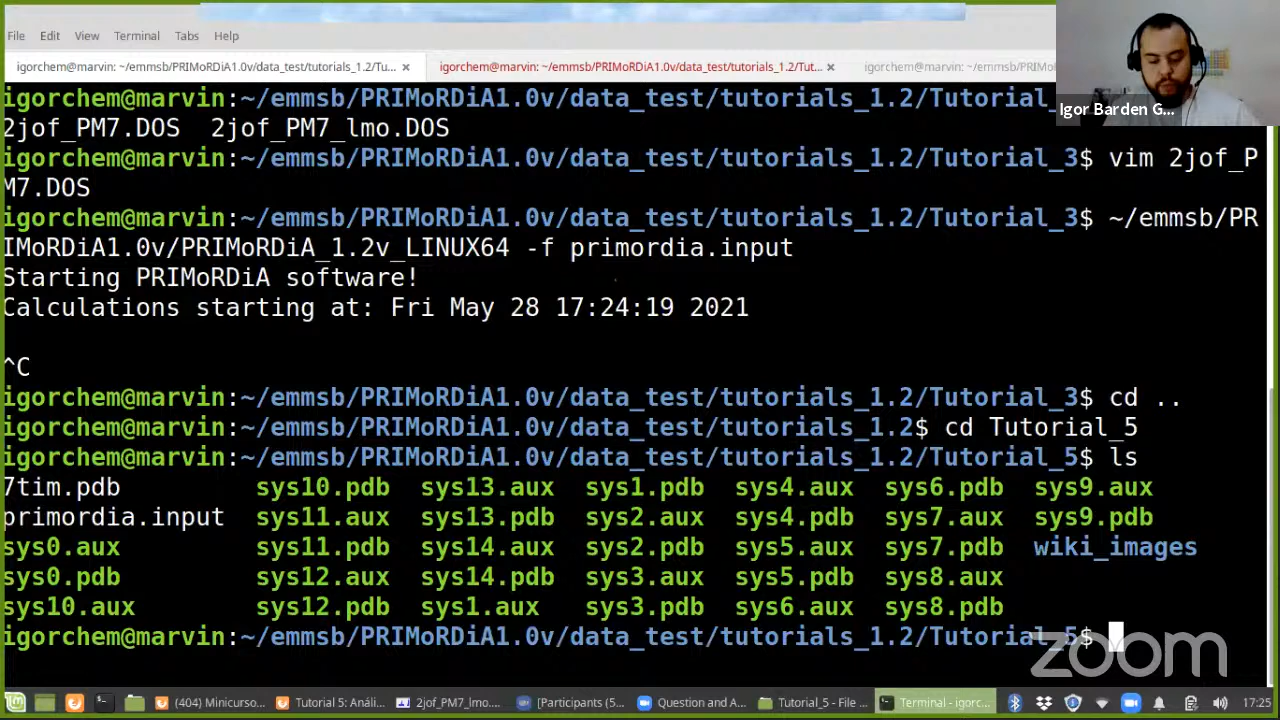 File Edit View Terminal Tabs Help
igorchem@marvin: ~/emmsb/PRIMoRDiA1.0v/data_test/tutorials_1.2/Tu... × igorchem@marvin: ~/emmsb/PRIMoRDiA1.0v/data_test/tutorials_1.2/Tut... × igorchem@marvin: ~/emmsb/PRIMoRD
Igor Barden G...
igorchem@marvin:~/emmsb/PRIMoRDiA1.0v/data_test/tutorials_1.2/Tutorial_
2jof_PM7.DOS 2jof_PM7_lmo.DOS
igorchem@marvin:~/emmsb/PRIMoRDiA1.0v/data_test/tutorials_1.2/Tutorial_3$ vim 2jof_P
M7.DOS
igorchem@marvin:~/emmsb/PRIMoRDiA1.0v/data_test/tutorials_1.2/Tutorial_3$ ~/emmsb/PR
IMoRDiA1.0v/PRIMoRDiA_1.2v_LINUX64 -f primordia.input
Starting PRIMoRDiA software!
Calculations starting at: Fri May 28 17:24:19 2021
^C
igorchem@marvin:~/emmsb/PRIMoRDiA1.0v/data_test/tutorials_1.2/Tutorial_3$ cd ..
igorchem@marvin:~/emmsb/PRIMoRDiA1.0v/data_test/tutorials_1.2$ cd Tutorial_5
igorchem@marvin:~/emmsb/PRIMoRDiA1.0v/data_test/tutorials_1.2/Tutorial_5$ ls
7tim.pdb sys10.pdb sys13.aux sys1.pdb sys4.aux sys6.pdb sys9.aux
primordia.input sys11.aux sys13.pdb sys2.aux sys4.pdb sys7.aux sys9.pdb
sys0.aux sys11.pdb sys14.aux sys2.pdb sys5.aux sys7.pdb wiki_images
sys0.pdb sys12.aux sys14.pdb sys3.aux sys5.pdb sys8.aux
sys10.aux sys12.pdb sys1.aux sys3.pdb sys6.aux sys8.pdb
igorchem@marvin:~/emmsb/PRIMoRDiA1.0v/data_test/tutorials_1.2/Tutorial_5$
zoom
(404) Minicurso... Tutorial 5: Análi... 2jof_PM7_lmo.... [Participants (5... Question and A... Tutorial_5 - File ... Terminal - igorc... 17:25